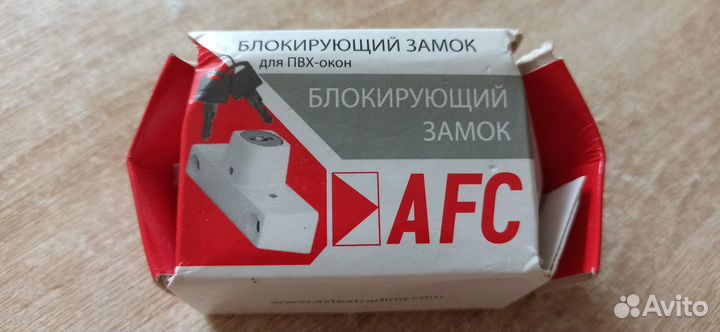 БЛОКИРУЮЩИЙ ЗАМОК
для ПВХ-окон
БЛОКИРУЮЩИЙ
ЗАМОК
AFC
Avito